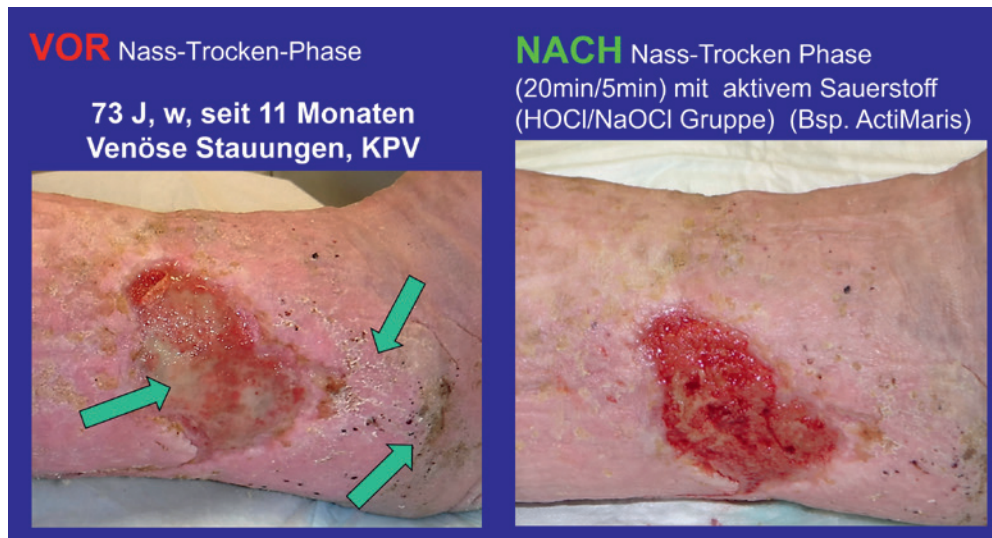 VOR Nass-Trocken-Phase
73 J, w, seit 11 Monaten
Venöse Stauungen, KPV
NACH Nass-Trocken Phase
(20min/5min) mit aktivem Sauerstoff
(HOCl/NaOCl Gruppe) (Bsp. ActiMaris)